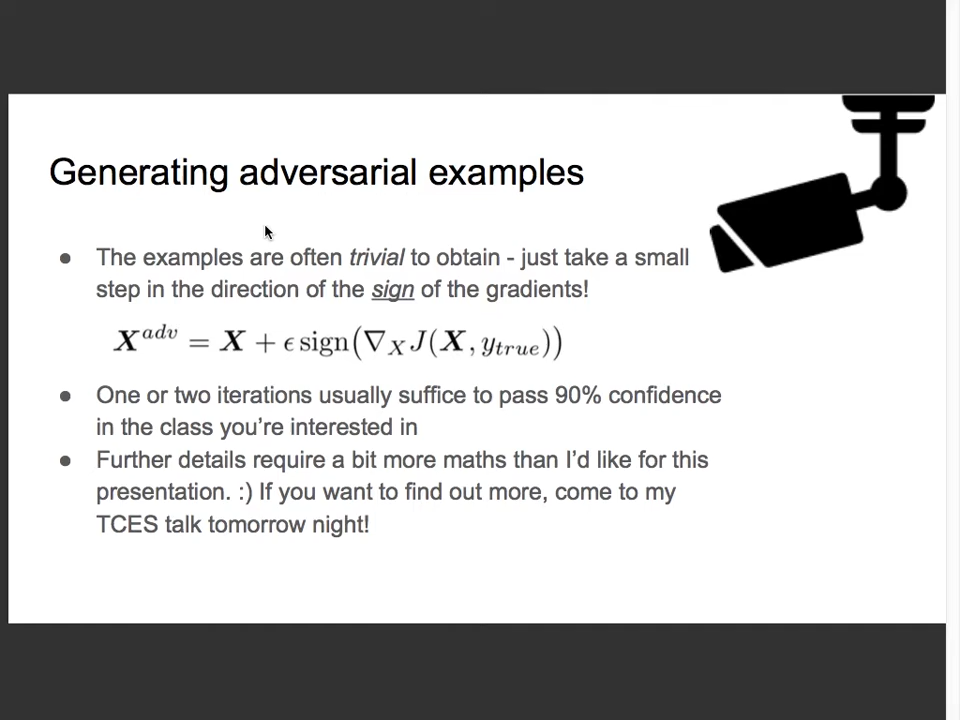 Generating adversarial examples
● The examples are often trivial to obtain - just take a small
step in the direction of the sign of the gradients!
X^{adv} = X + ϵ sign(∇_X J(X, y_{true}))
● One or two iterations usually suffice to pass 90% confidence
in the class you're interested in
● Further details require a bit more maths than I'd like for this
presentation. :) If you want to find out more, come to my
TCES talk tomorrow night!